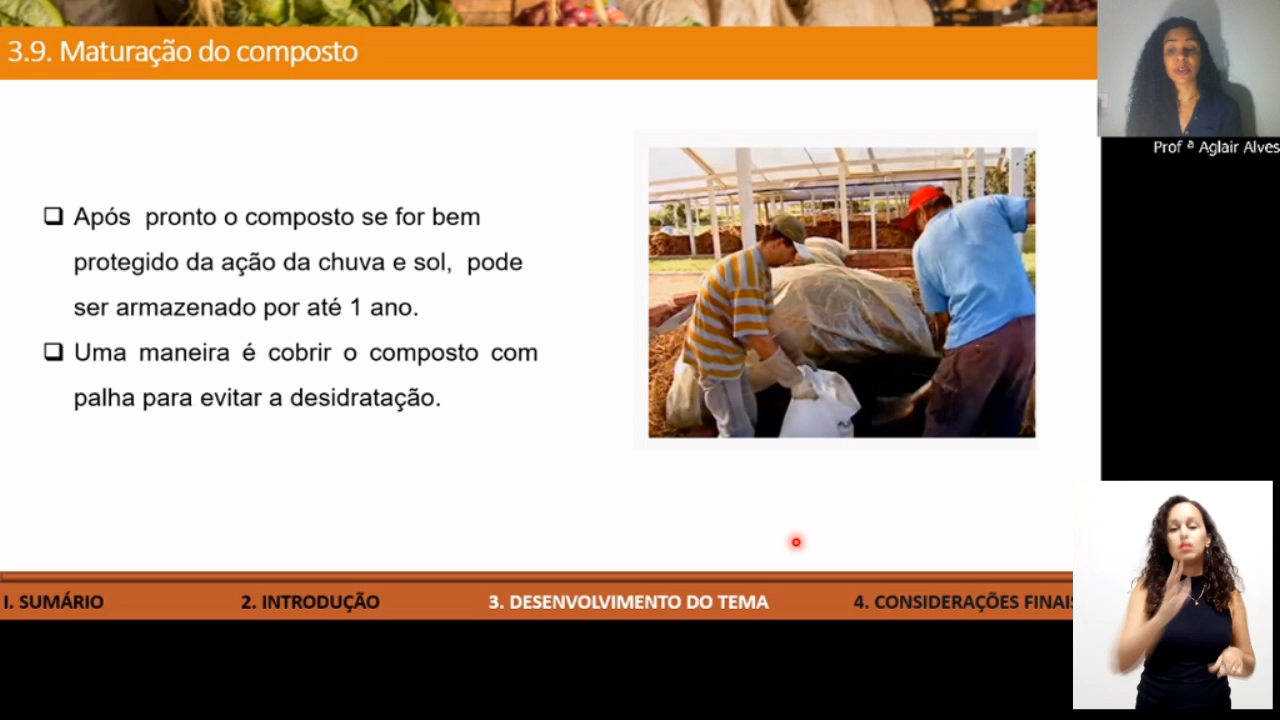 3.9. Maturação do composto
Prof ª Aglair Alves
❑ Após pronto o composto se for bem
protegido da ação da chuva e sol, pode
ser armazenado por até 1 ano.
❑ Uma maneira é cobrir o composto com
palha para evitar a desidratação.
I. SUMÁRIO
2. INTRODUÇÃO
3. DESENVOLVIMENTO DO TEMA
4. CONSIDERAÇÕES FINAIS